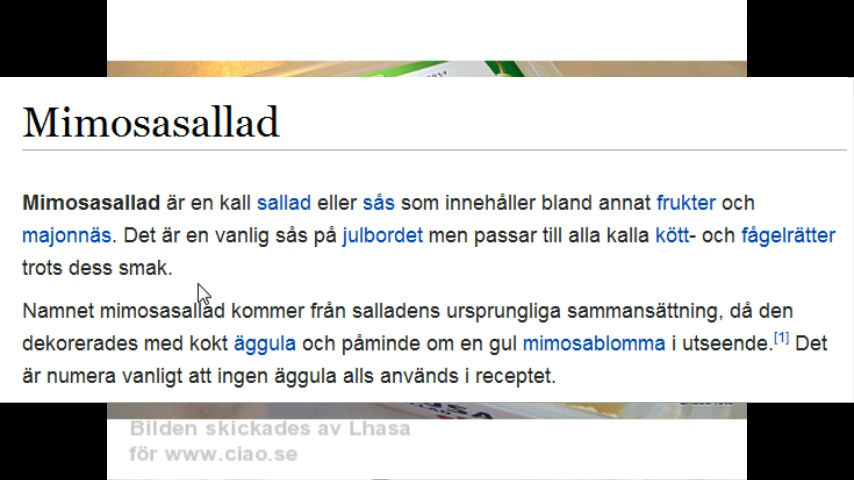 Mimosasallad
Mimosasallad är en kall sallad eller sås som innehåller bland annat frukter och
majonnäs. Det är en vanlig sås på julbordet men passar till alla kalla kött- och fågelrätter
trots dess smak.
Namnet mimosasallad kommer från salladens ursprungliga sammansättning, då den
dekorerades med kokt äggula och påminde om en gul mimosablomma i utseende.[1] Det
är numera vanligt att ingen äggula alls används i receptet.
Bilden skickades av Lhasa
för www.ciao.se